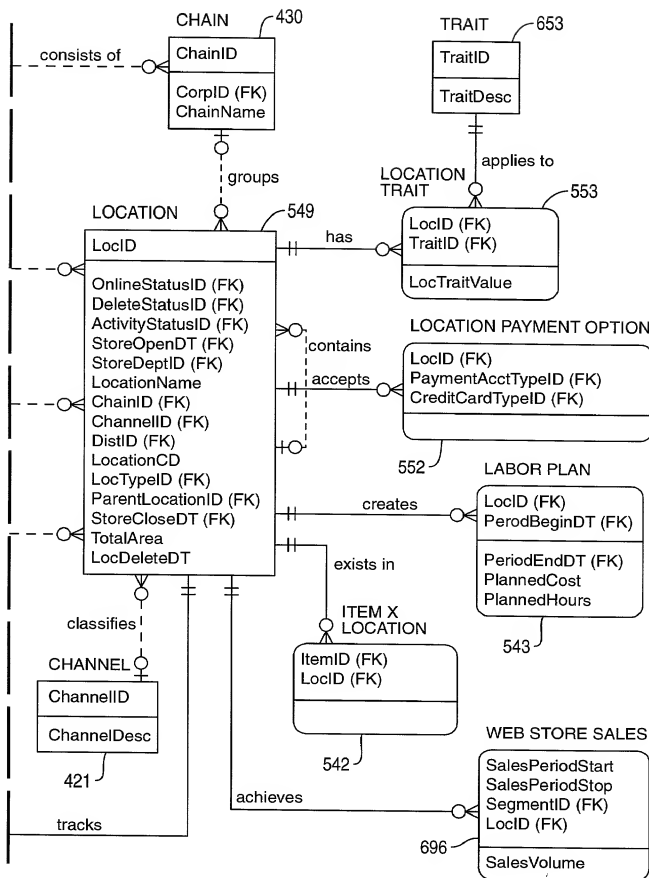 CHAIN
430
ChainID
CorpID (FK)
ChainName
consists of
groups
TRAIT
653
TraitID
TraitDesc
applies to
LOCATION
TRAIT
553
LocID (FK)
TraitID (FK)
LocTraitValue
LOCATION
549
LocID
OnlineStatusID (FK)
DeleteStatusID (FK)
ActivityStatusID (FK)
StoreOpenDT (FK)
StoreDeptID (FK)
LocationName
ChainID (FK)
ChannelID (FK)
DistID (FK)
LocationCD
LocTypeID (FK)
ParentLocationID (FK)
StoreCloseDT (FK)
TotalArea
LocDeleteDT
has
contains
accepts
LOCATION PAYMENT OPTION
LocID (FK)
PaymentAcctTypeID (FK)
CreditCardTypeID (FK)
552
creates
LABOR PLAN
LocID (FK)
PerodBeginDT (FK)
PeriodEndDT (FK)
PlannedCost
PlannedHours
543
exists in
ITEM X
LOCATION
ItemID (FK)
LocID (FK)
542
classifies
CHANNEL
ChannelID
ChannelDesc
421
tracks
achieves
WEB STORE SALES
SalesPeriodStart
SalesPeriodStop
SegmentID (FK)
LocID (FK)
SalesVolume
696